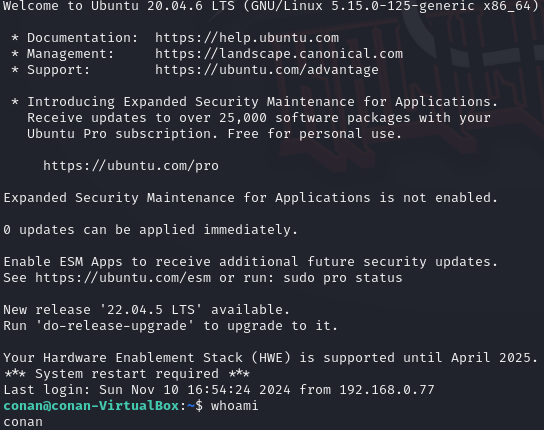 Welcome to Ubuntu 20.04.6 LTS (GNU/Linux 5.15.0-125-generic x86_64)
* Documentation:  https://help.ubuntu.com
* Management:     https://landscape.canonical.com
* Support:        https://ubuntu.com/advantage
* Introducing Expanded Security Maintenance for Applications.
Receive updates to over 25,000 software packages with your
Ubuntu Pro subscription. Free for personal use.
https://ubuntu.com/pro
Expanded Security Maintenance for Applications is not enabled.
0 updates can be applied immediately.
Enable ESM Apps to receive additional future security updates.
See https://ubuntu.com/esm or run: sudo pro status
New release '22.04.5 LTS' available.
Run 'do-release-upgrade' to upgrade to it.
Your Hardware Enablement Stack (HWE) is supported until April 2025.
*** System restart required ***
Last login: Sun Nov 10 16:54:24 2024 from 192.168.0.77
conan@conan-VirtualBox:~$ whoami
conan